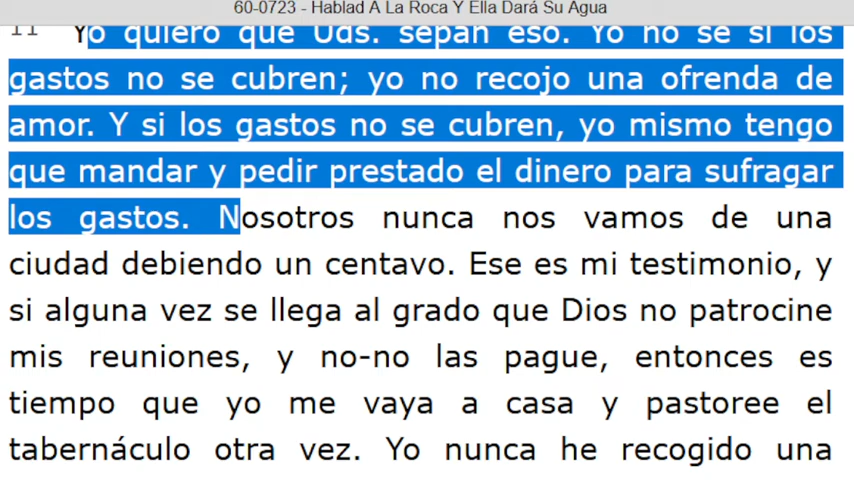 60-0723 - Hablad A La Roca Y Ella Dará Su Agua
11 Yo quiero que Uds. sepan eso. Yo no sé si los
gastos no se cubren; yo no recojo una ofrenda de
amor. Y si los gastos no se cubren, yo mismo tengo
que mandar y pedir prestado el dinero para sufragar
los gastos. Nosotros nunca nos vamos de una
ciudad debiendo un centavo. Ese es mi testimonio, y
si alguna vez se llega al grado que Dios no patrocine
mis reuniones, y no-no las pague, entonces es
tiempo que yo me vaya a casa y pastoree el
tabernáculo otra vez. Yo nunca he recogido una